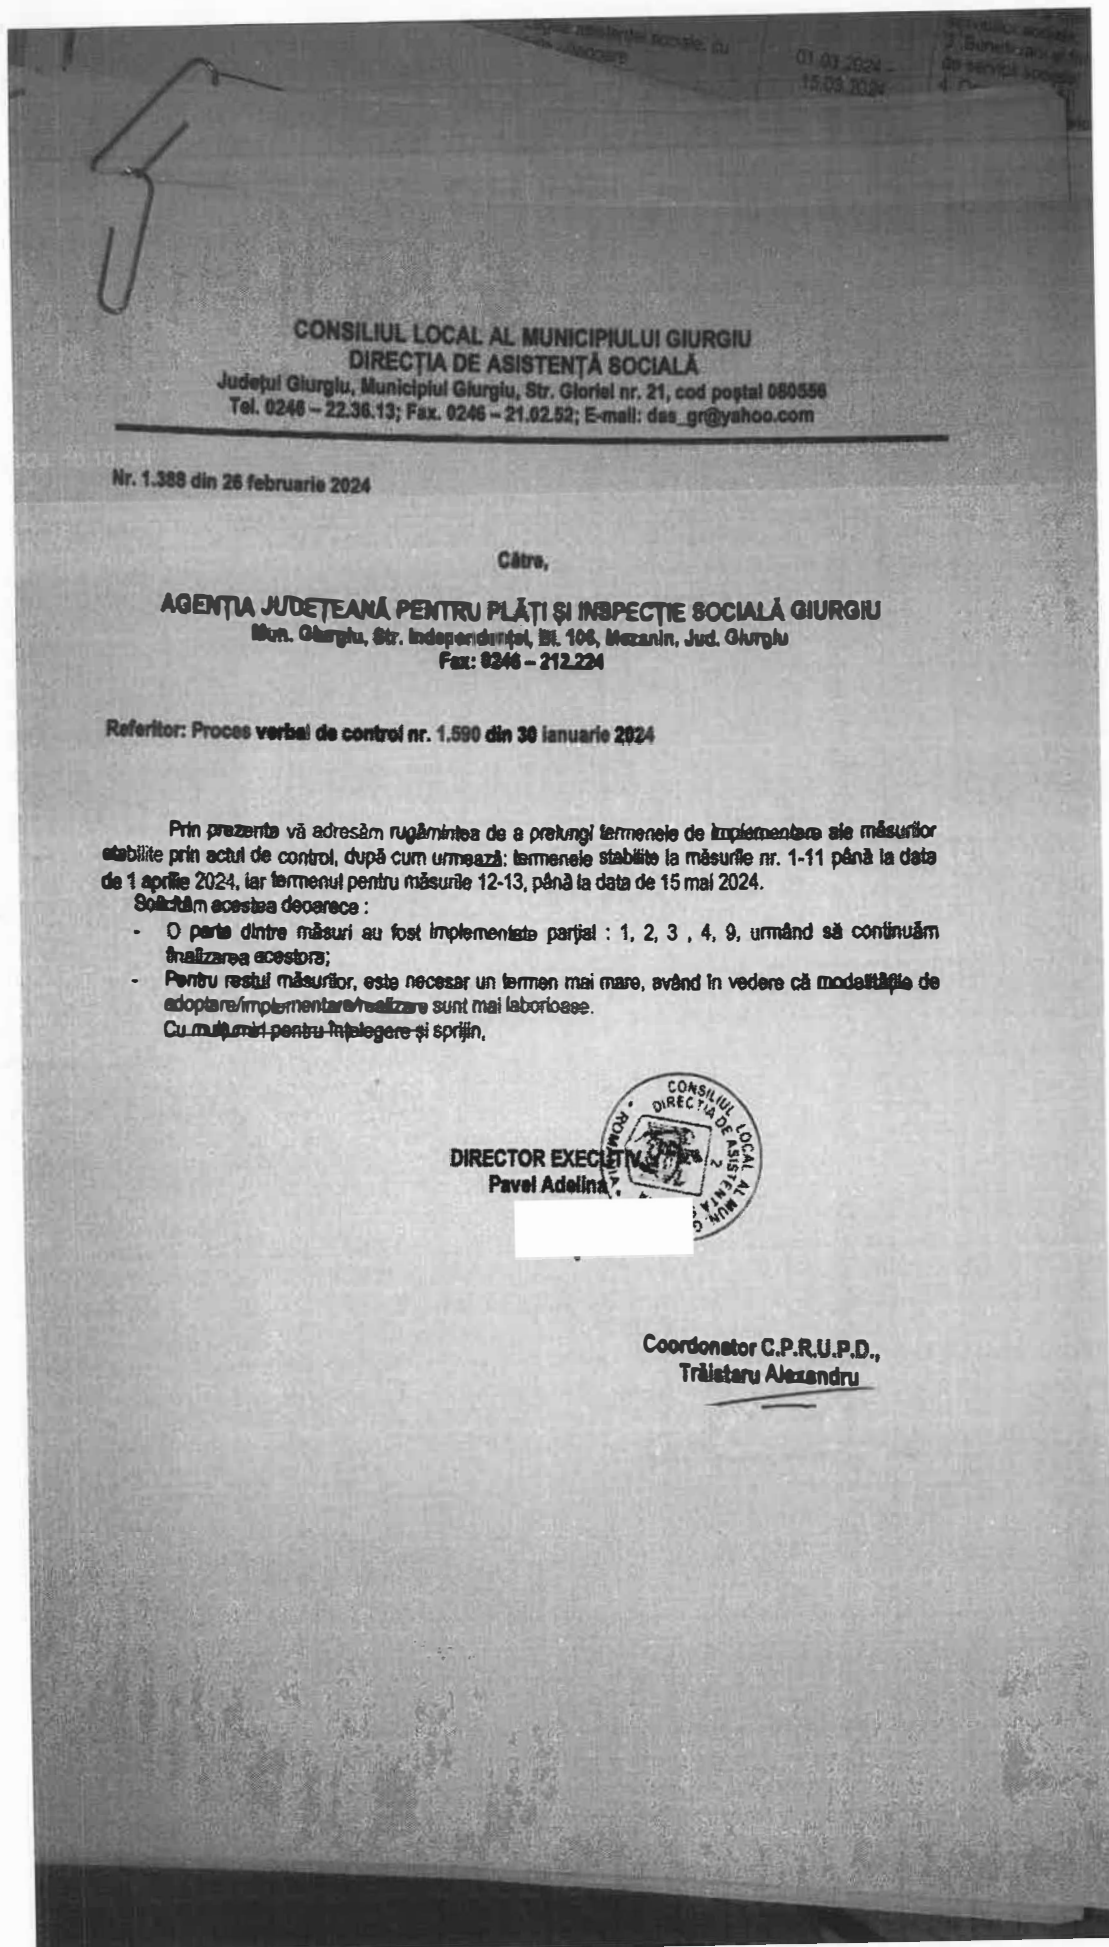 asistenței sociale, cu
01.03.2024 –
15.03.2024
de servicii sociale
CONSILIUL LOCAL AL MUNICIPIULUI GIURGIU
DIRECȚIA DE ASISTENȚĂ SOCIALĂ
Județul Giurgiu, Municipiul Giurgiu, Str. Gloriei nr. 21, cod poștal 080556
Tel. 0246 – 22.36.13; Fax. 0246 – 21.02.52; E-mail: das_gr@yahoo.com
Nr. 1.388 din 26 februarie 2024
Către,
AGENȚIA JUDEȚEANĂ PENTRU PLĂȚI ȘI INSPECȚIE SOCIALĂ GIURGIU
Mun. Giurgiu, Str. Independenței, Bl. 106, Mezanin, Jud. Giurgiu
Fax: 0246 – 212.224
Referitor: Proces verbal de control nr. 1.590 din 30 ianuarie 2024
Prin prezenta vă adresăm rugămintea de a prelungi termenele de implementare ale măsurilor
stabilite prin actul de control, după cum urmează: termenele stabilite la măsurile nr. 1-11 până la data
de 1 aprilie 2024, iar termenul pentru măsurile 12-13, până la data de 15 mai 2024.
Solicităm acestea deoarece :
- O parte dintre măsuri au fost implementate parțial : 1, 2, 3 , 4, 9, urmând să continuăm
finalizarea acestora;
- Pentru restul măsurilor, este necesar un termen mai mare, având în vedere că modalitățile de
adoptare/implementare/realizare sunt mai laborioase.
Cu mulțumiri pentru înțelegere și sprijin,
CONSILIUL LOCAL AL MUN. G
DIRECȚIA DE ASISTENȚĂ
ROMÂNIA
2
DIRECTOR EXECUTIV
Pavel Adelina
Coordonator C.P.R.U.P.D.,
Trăistaru Alexandru